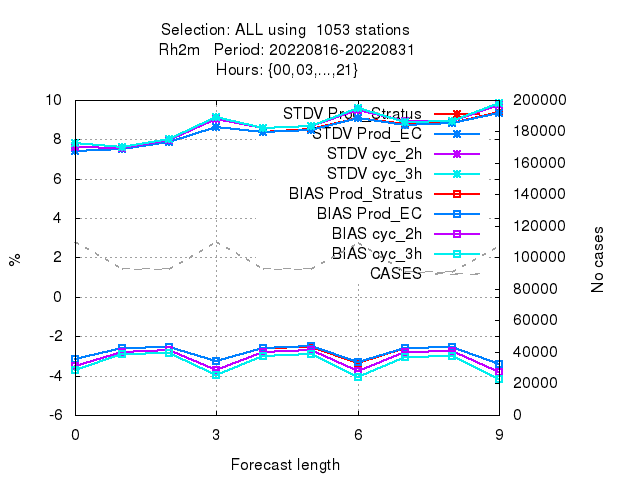 Selection: ALL using  1053 stations
Rh2m   Period: 20220816-20220831
Hours: {00,03,...,21}
10
8
6
4
2
0
-2
-4
-6
%
STDV Prod_Stratus
STDV Prod_EC
STDV cyc_2h
STDV cyc_3h
BIAS Prod_Stratus
BIAS Prod_EC
BIAS cyc_2h
BIAS cyc_3h
CASES
200000
180000
160000
140000
120000
100000
80000
60000
40000
20000
0
No cases
0 3 6 9
Forecast length